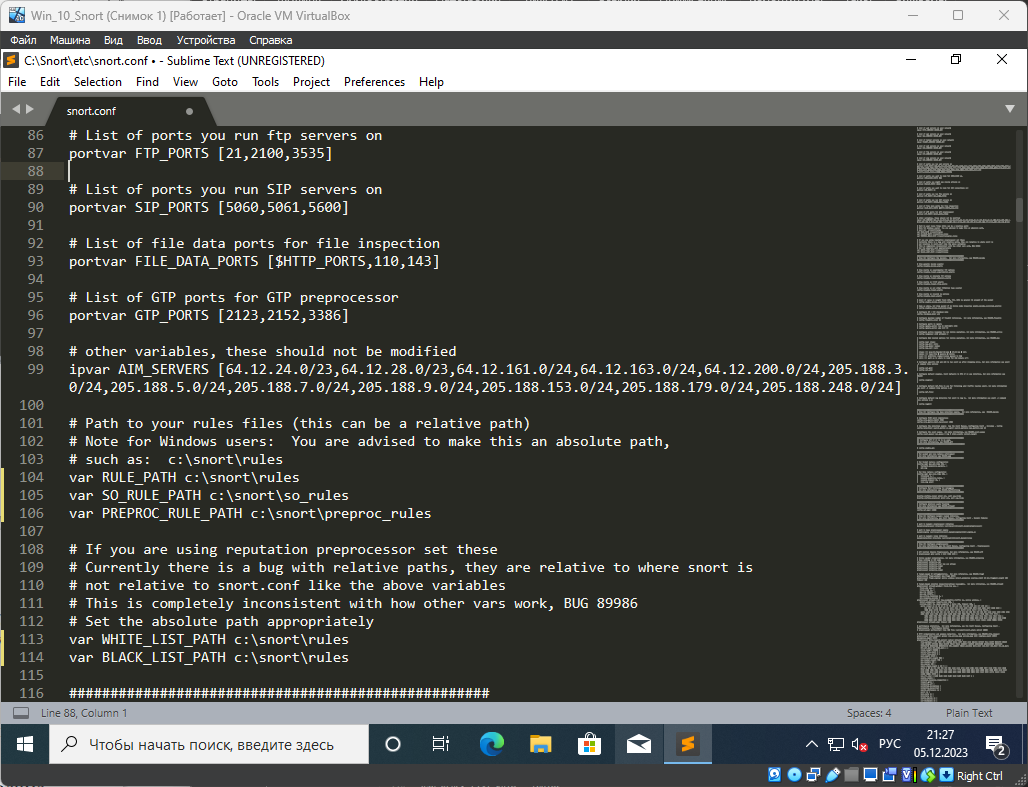 Win_10_Snort (Снимок 1) [Работает] - Oracle VM VirtualBox
Файл Машина Вид Ввод Устройства Справка
C:\Snort\etc\snort.conf • - Sublime Text (UNREGISTERED)
File Edit Selection Find View Goto Tools Project Preferences Help
snort.conf
86 # List of ports you run ftp servers on
87 portvar FTP_PORTS [21,2100,3535]
88
89 # List of ports you run SIP servers on
90 portvar SIP_PORTS [5060,5061,5600]
91
92 # List of file data ports for file inspection
93 portvar FILE_DATA_PORTS [$HTTP_PORTS,110,143]
94
95 # List of GTP ports for GTP preprocessor
96 portvar GTP_PORTS [2123,2152,3386]
97
98 # other variables, these should not be modified
99 ipvar AIM_SERVERS [64.12.24.0/23,64.12.28.0/23,64.12.161.0/24,64.12.163.0/24,64.12.200.0/24,205.188.3.
0/24,205.188.5.0/24,205.188.7.0/24,205.188.9.0/24,205.188.153.0/24,205.188.179.0/24,205.188.248.0/24]
100
101 # Path to your rules files (this can be a relative path)
102 # Note for Windows users:  You are advised to make this an absolute path,
103 # such as:  c:\snort\rules
104 var RULE_PATH c:\snort\rules
105 var SO_RULE_PATH c:\snort\so_rules
106 var PREPROC_RULE_PATH c:\snort\preproc_rules
107
108 # If you are using reputation preprocessor set these
109 # Currently there is a bug with relative paths, they are relative to where snort is
110 # not relative to snort.conf like the above variables
111 # This is completely inconsistent with how other vars work, BUG 89986
112 # Set the absolute path appropriately
113 var WHITE_LIST_PATH c:\snort\rules
114 var BLACK_LIST_PATH c:\snort\rules
115
116 ###################################################
Line 88, Column 1 Spaces: 4 Plain Text
Чтобы начать поиск, введите здесь
РУС
21:27
05.12.2023
2
Right Ctrl